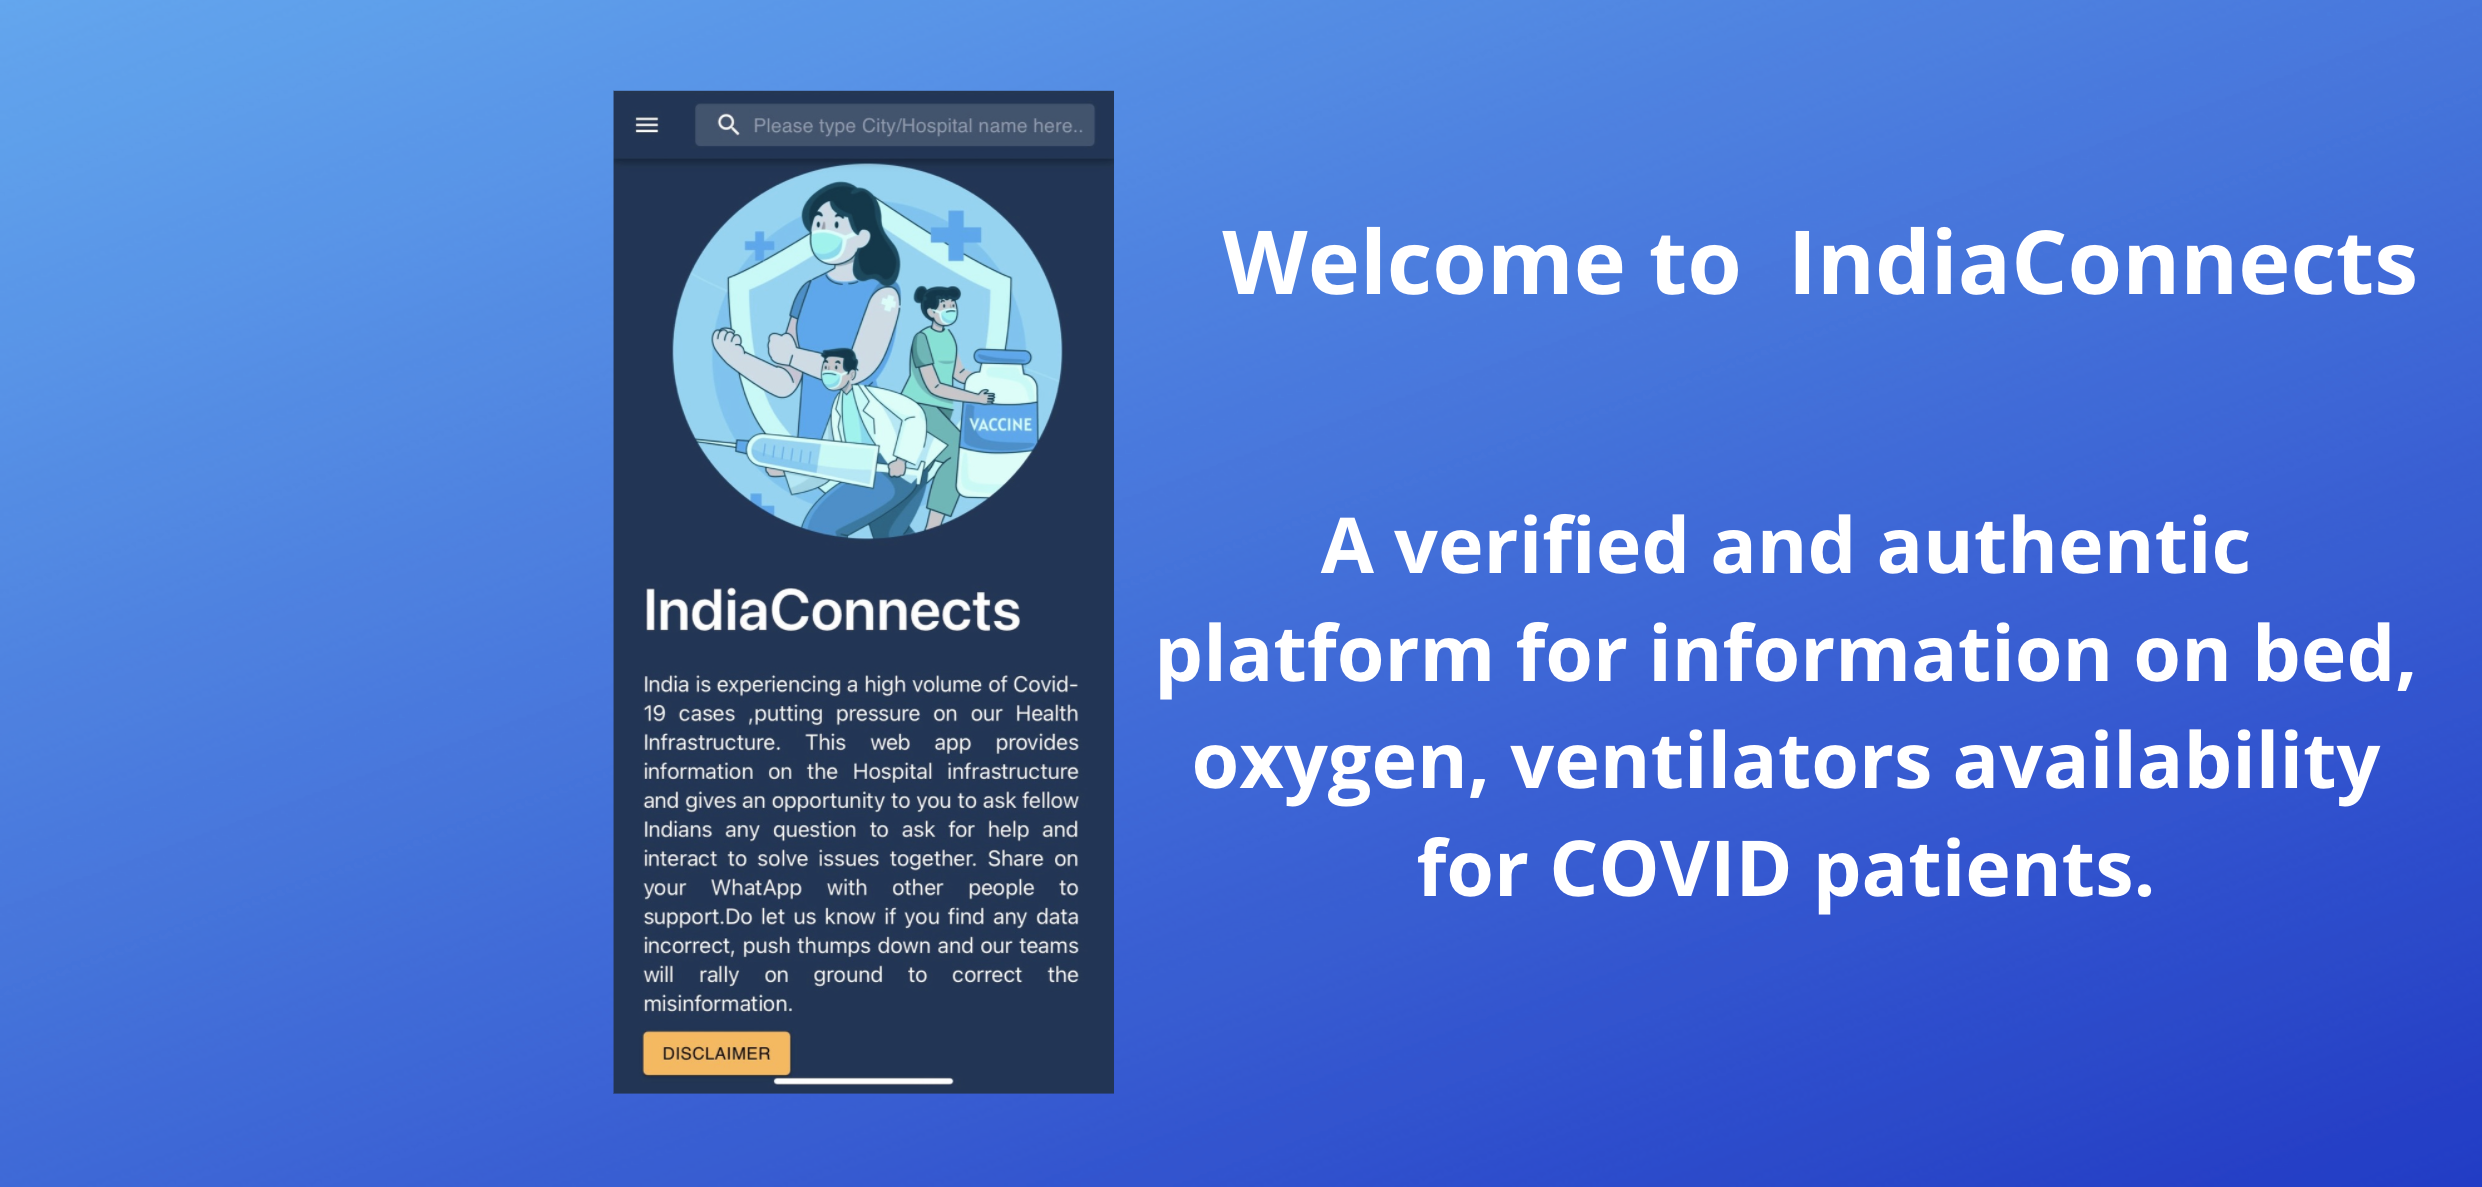 Please type City/Hospital name here..
VACCINE
IndiaConnects
India is experiencing a high volume of Covid-
19 cases ,putting pressure on our Health
Infrastructure. This web app provides
information on the Hospital infrastructure
and gives an opportunity to you to ask fellow
Indians any question to ask for help and
interact to solve issues together. Share on
your WhatApp with other people to
support.Do let us know if you find any data
incorrect, push thumps down and our teams
will rally on ground to correct the
misinformation.
DISCLAIMER
Welcome to IndiaConnects
A verified and authentic
platform for information on bed,
oxygen, ventilators availability
for COVID patients.